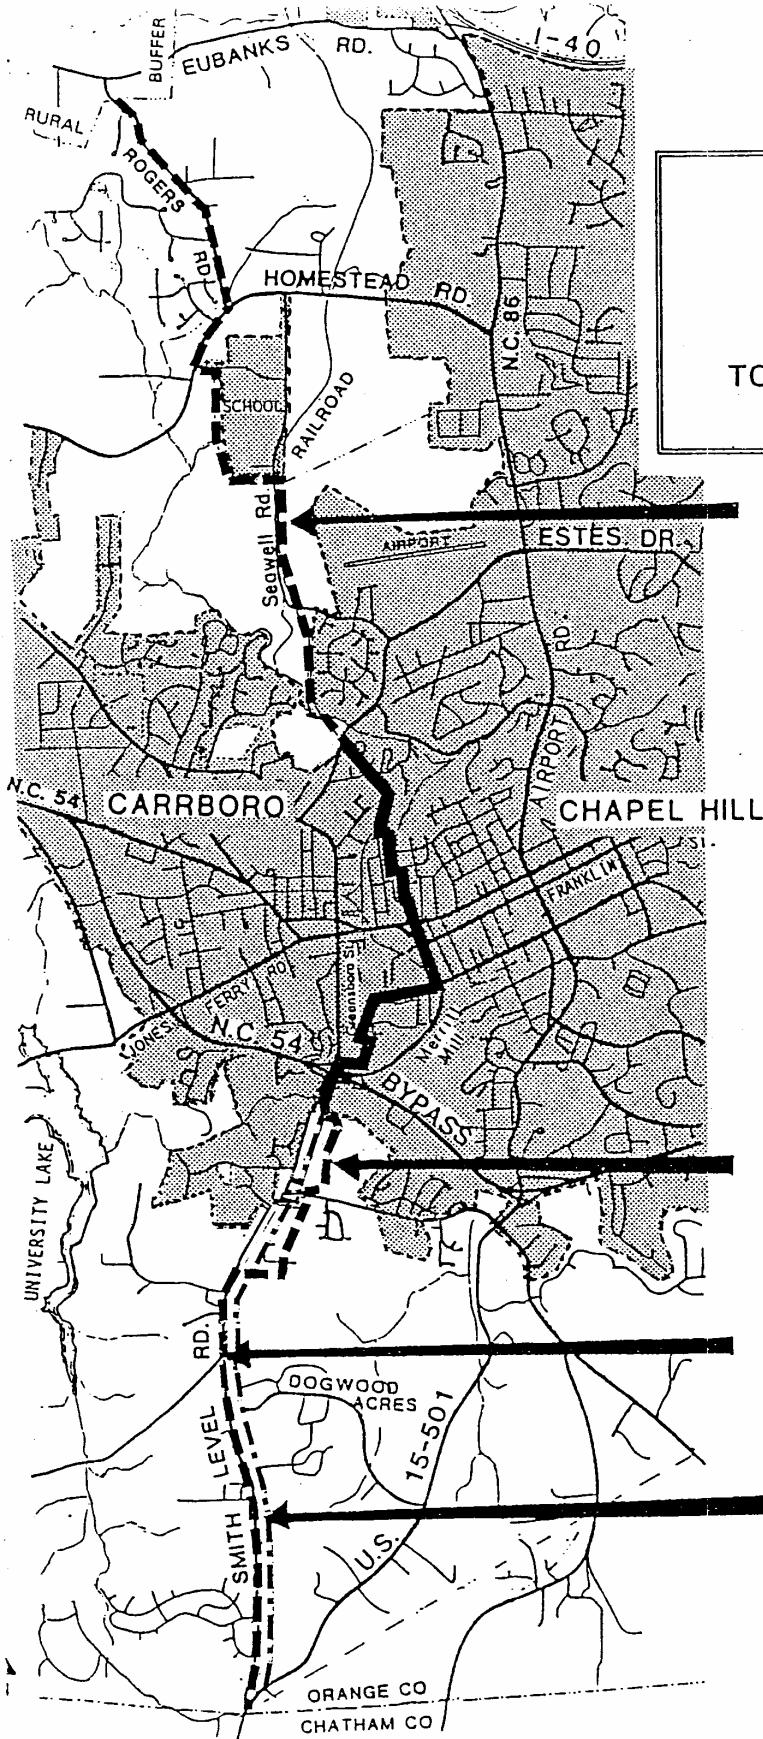 I-40
BUFFER
EUBANKS RD.
RURAL
ROGERS
RD.
HOMESTEAD RD.
N.C. 86
TO
SCHOOL
RAILROAD
Seawell Rd.
AIRPORT
ESTES. DR.
RD.
AIRPORT
N.C. 54
CARRBORO
CHAPEL HILL
ST.
FRANKLIN
JONES FERRY RD
Greensboro St
N.C. 54
Merritt
Mill
BYPASS
UNIVERSITY LAKE
RD.
DOGWOOD
ACRES
LEVEL
15-501
SMITH
U.S.
ORANGE CO
CHATHAM CO